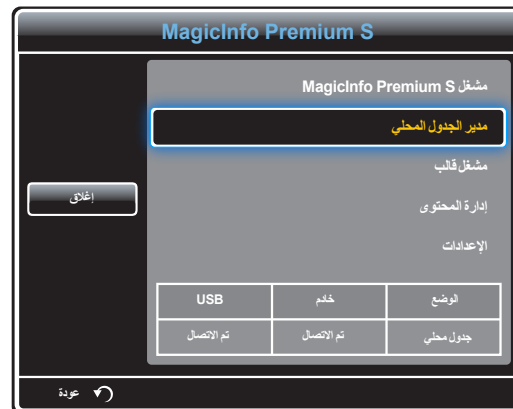 MagicInfo Premium S
مشغل MagicInfo Premium S
مدير الجدول المحلي
مشغل قالب
إدارة المحتوى
الإعدادات
إغلاق
الوضع خادم USB
جدول محلي تم الاتصال تم الاتصال
عودة